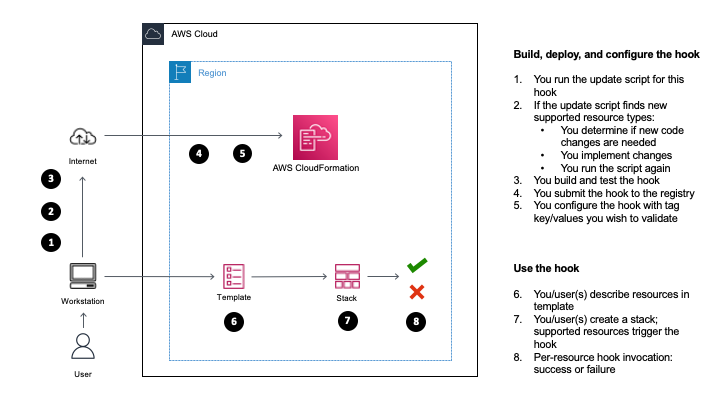 AWS Cloud
Region
Internet
3
2
1
4
5
AWS CloudFormation
Workstation
Template
Stack
6
7
8
User
Build, deploy, and configure the hook
1. You run the update script for this
hook
2. If the update script finds new
supported resource types:
• You determine if new code
changes are needed
• You implement changes
• You run the script again
3. You build and test the hook
4. You submit the hook to the registry
5. You configure the hook with tag
key/values you wish to validate
Use the hook
6. You/user(s) describe resources in
template
7. You/user(s) create a stack;
supported resources trigger the
hook
8. Per-resource hook invocation:
success or failure